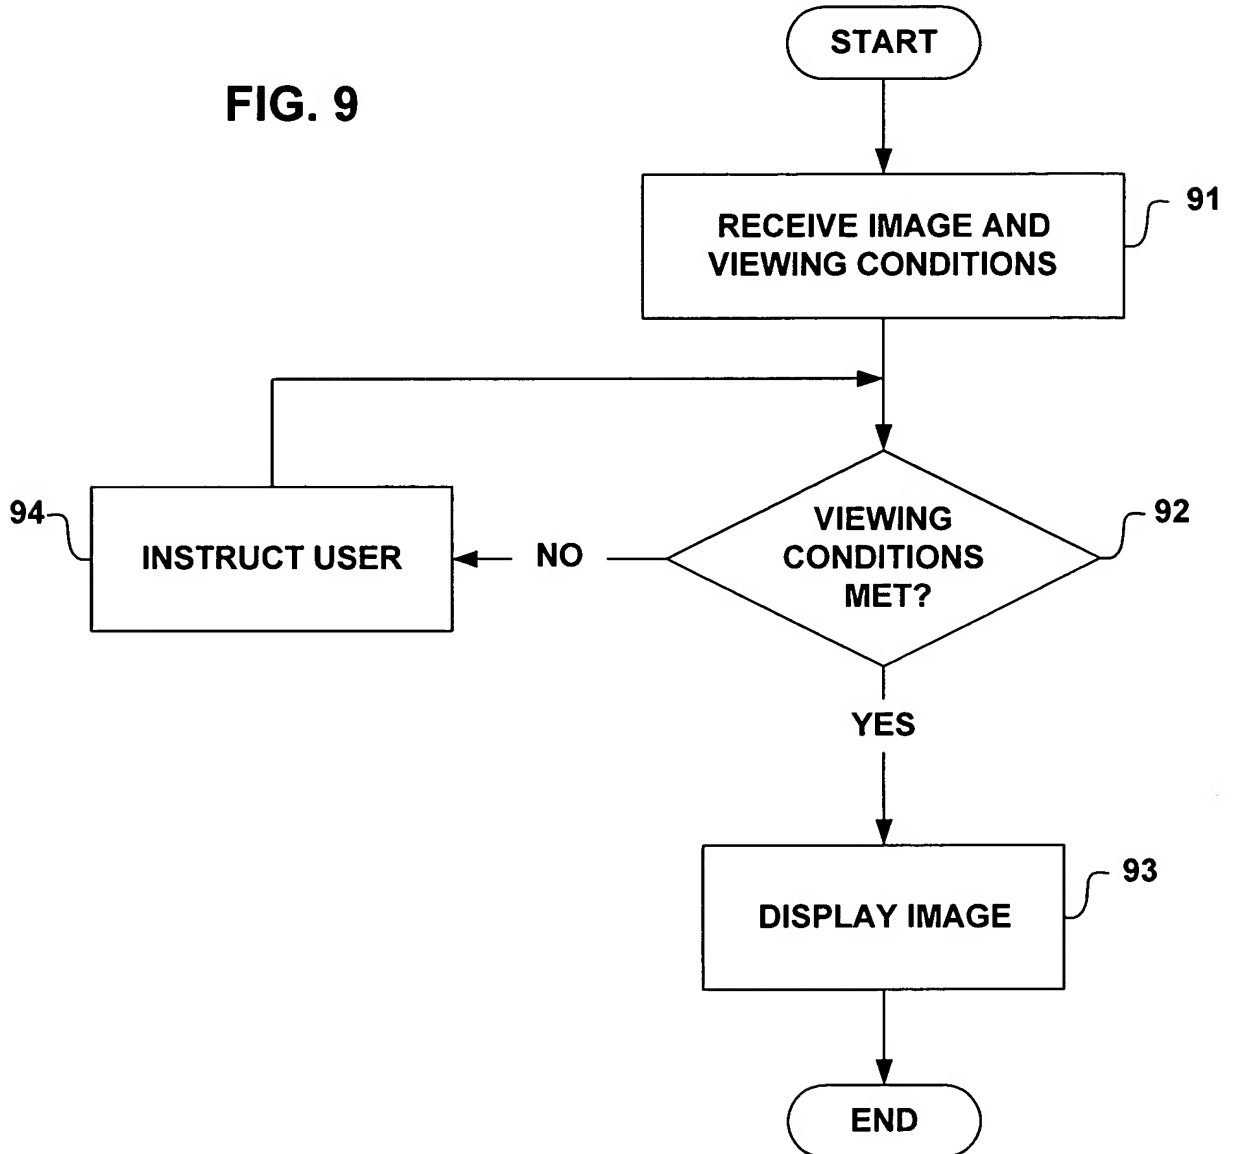 FIG. 9
START
RECEIVE IMAGE AND
VIEWING CONDITIONS
91
VIEWING
CONDITIONS
MET?
92
NO
INSTRUCT USER
94
YES
DISPLAY IMAGE
93
END